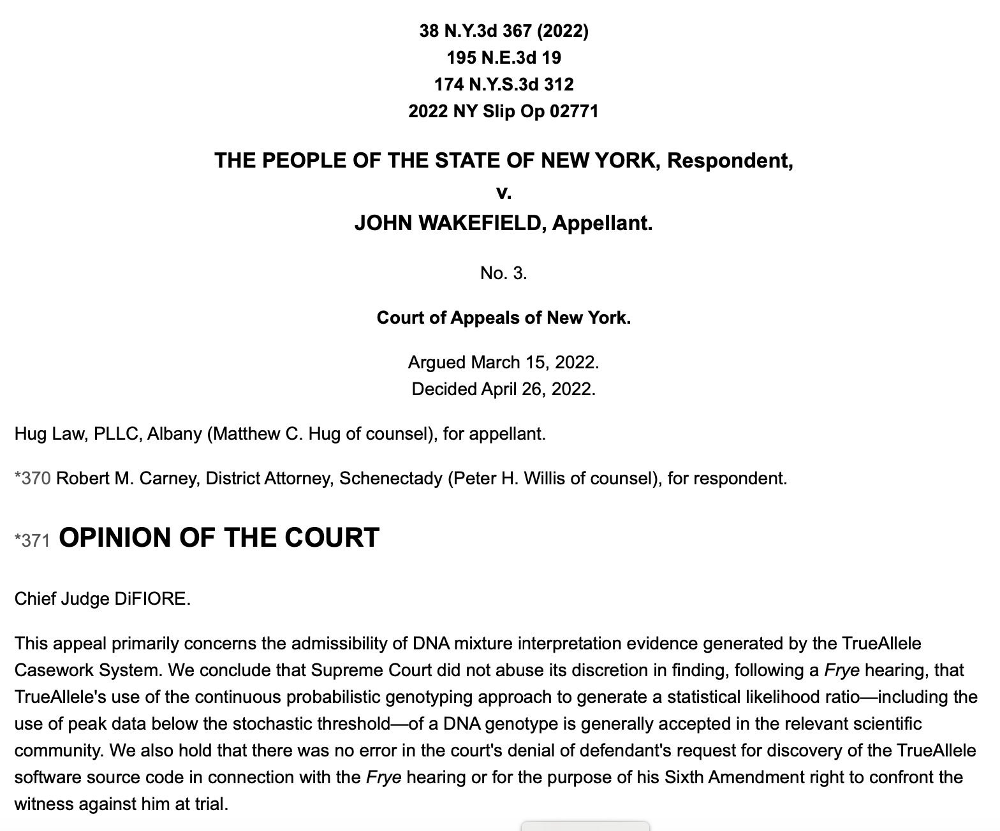 38 N.Y.3d 367 (2022)
195 N.E.3d 19
174 N.Y.S.3d 312
2022 NY Slip Op 02771
THE PEOPLE OF THE STATE OF NEW YORK, Respondent,
v.
JOHN WAKEFIELD, Appellant.
No. 3.
Court of Appeals of New York.
Argued March 15, 2022.
Decided April 26, 2022.
Hug Law, PLLC, Albany (Matthew C. Hug of counsel), for appellant.
*370 Robert M. Carney, District Attorney, Schenectady (Peter H. Willis of counsel), for respondent.
*371 OPINION OF THE COURT
Chief Judge DiFIORE.
This appeal primarily concerns the admissibility of DNA mixture interpretation evidence generated by the TrueAllele
Casework System. We conclude that Supreme Court did not abuse its discretion in finding, following a Frye hearing, that
TrueAllele's use of the continuous probabilistic genotyping approach to generate a statistical likelihood ratio—including the
use of peak data below the stochastic threshold—of a DNA genotype is generally accepted in the relevant scientific
community. We also hold that there was no error in the court's denial of defendant's request for discovery of the TrueAllele
software source code in connection with the Frye hearing or for the purpose of his Sixth Amendment right to confront the
witness against him at trial.